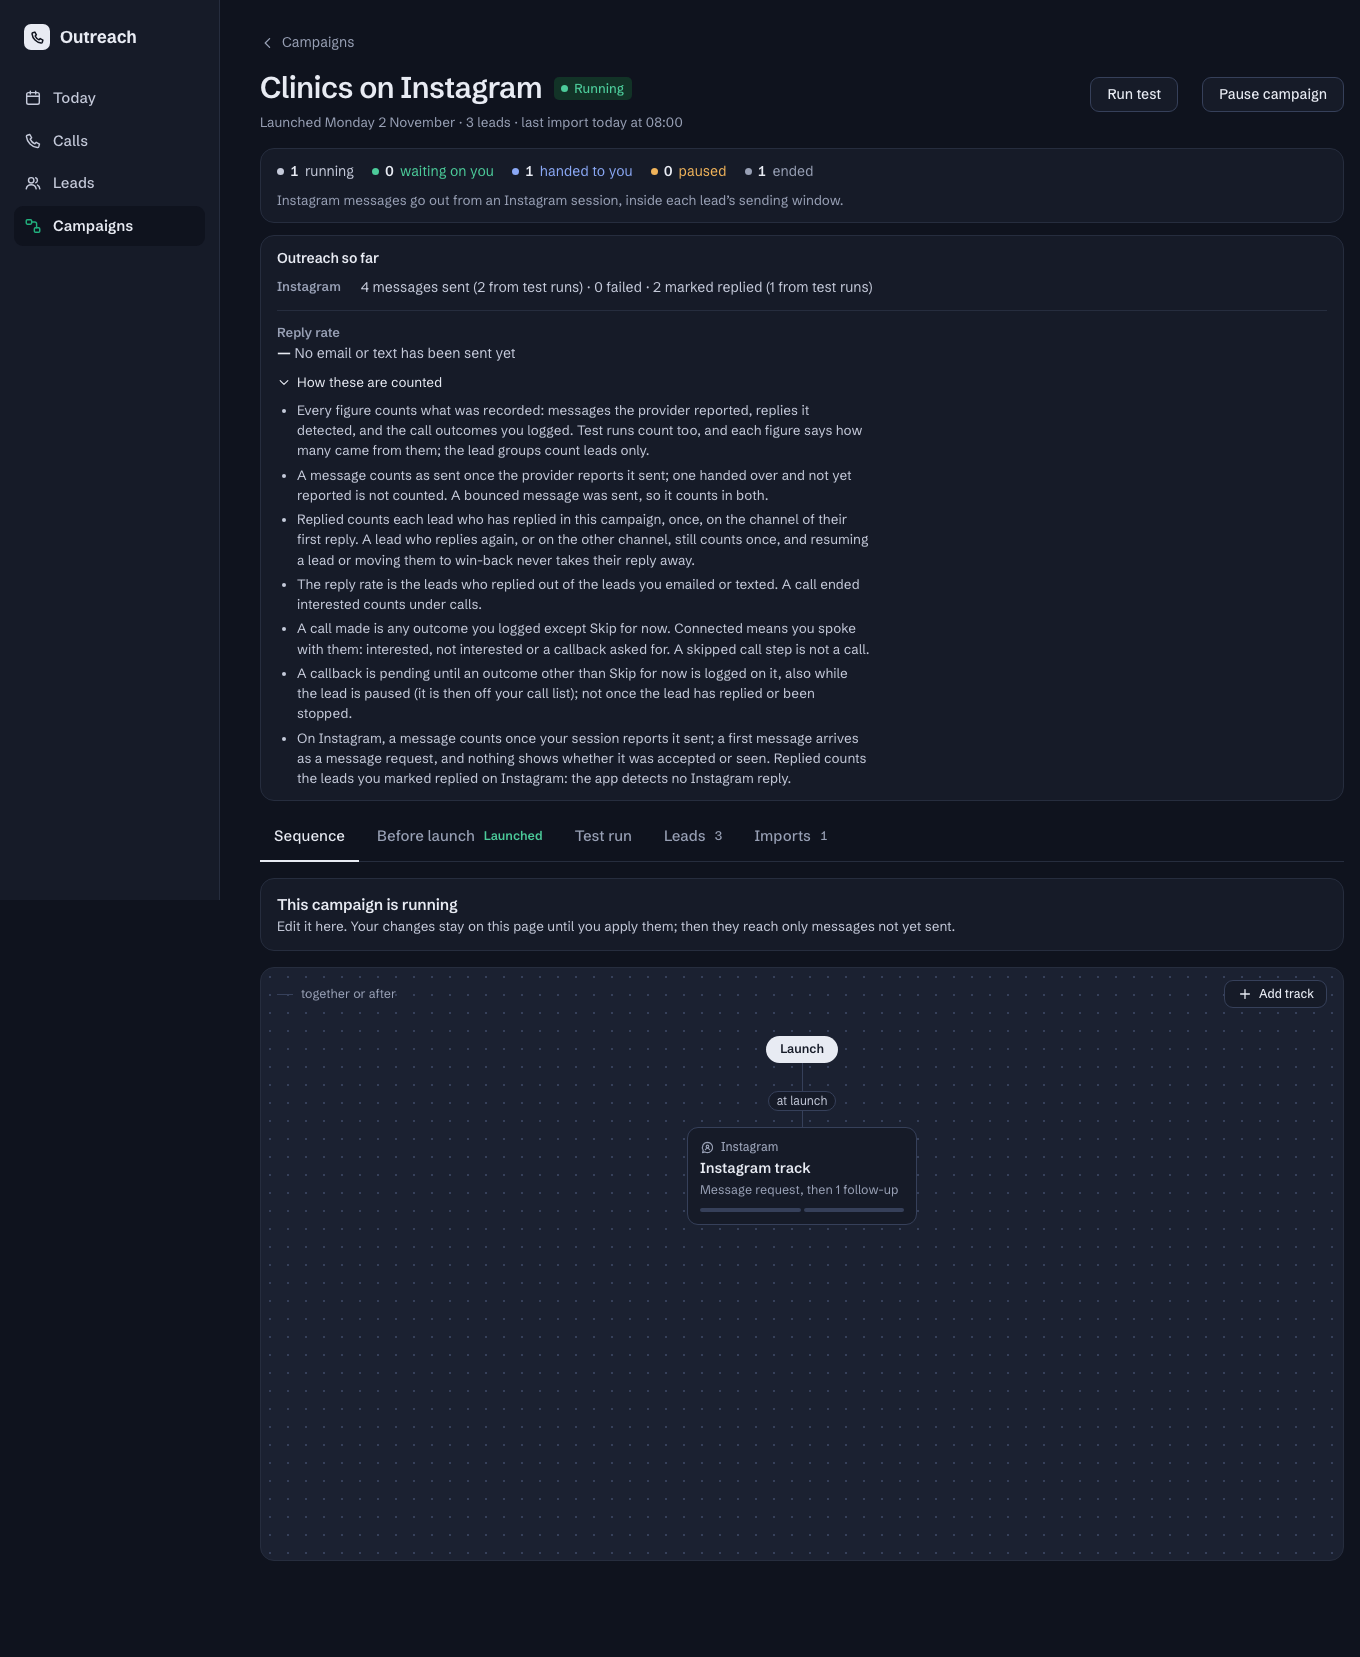 Outreach
Today
Calls
Leads
Campaigns
Campaigns
Clinics on Instagram
Running
Run test
Pause campaign
Launched Monday 2 November · 3 leads · last import today at 08:00
1 running
0 waiting on you
1 handed to you
0 paused
1 ended
Instagram messages go out from an Instagram session, inside each lead’s sending window.
Outreach so far
Instagram 4 messages sent (2 from test runs) · 0 failed · 2 marked replied (1 from test runs)
Reply rate
— No email or text has been sent yet
How these are counted
• Every figure counts what was recorded: messages the provider reported, replies it
detected, and the call outcomes you logged. Test runs count too, and each figure says how
many came from them; the lead groups count leads only.
• A message counts as sent once the provider reports it sent; one handed over and not yet
reported is not counted. A bounced message was sent, so it counts in both.
• Replied counts each lead who has replied in this campaign, once, on the channel of their
first reply. A lead who replies again, or on the other channel, still counts once, and resuming
a lead or moving them to win-back never takes their reply away.
• The reply rate is the leads who replied out of the leads you emailed or texted. A call ended
interested counts under calls.
• A call made is any outcome you logged except Skip for now. Connected means you spoke
with them: interested, not interested or a callback asked for. A skipped call step is not a call.
• A callback is pending until an outcome other than Skip for now is logged on it, also while
the lead is paused (it is then off your call list); not once the lead has replied or been
stopped.
• On Instagram, a message counts once your session reports it sent; a first message arrives
as a message request, and nothing shows whether it was accepted or seen. Replied counts
the leads you marked replied on Instagram: the app detects no Instagram reply.
Sequence
Before launch Launched
Test run
Leads 3
Imports 1
This campaign is running
Edit it here. Your changes stay on this page until you apply them; then they reach only messages not yet sent.
together or after
Add track
Launch
at launch
Instagram
Instagram track
Message request, then 1 follow-up